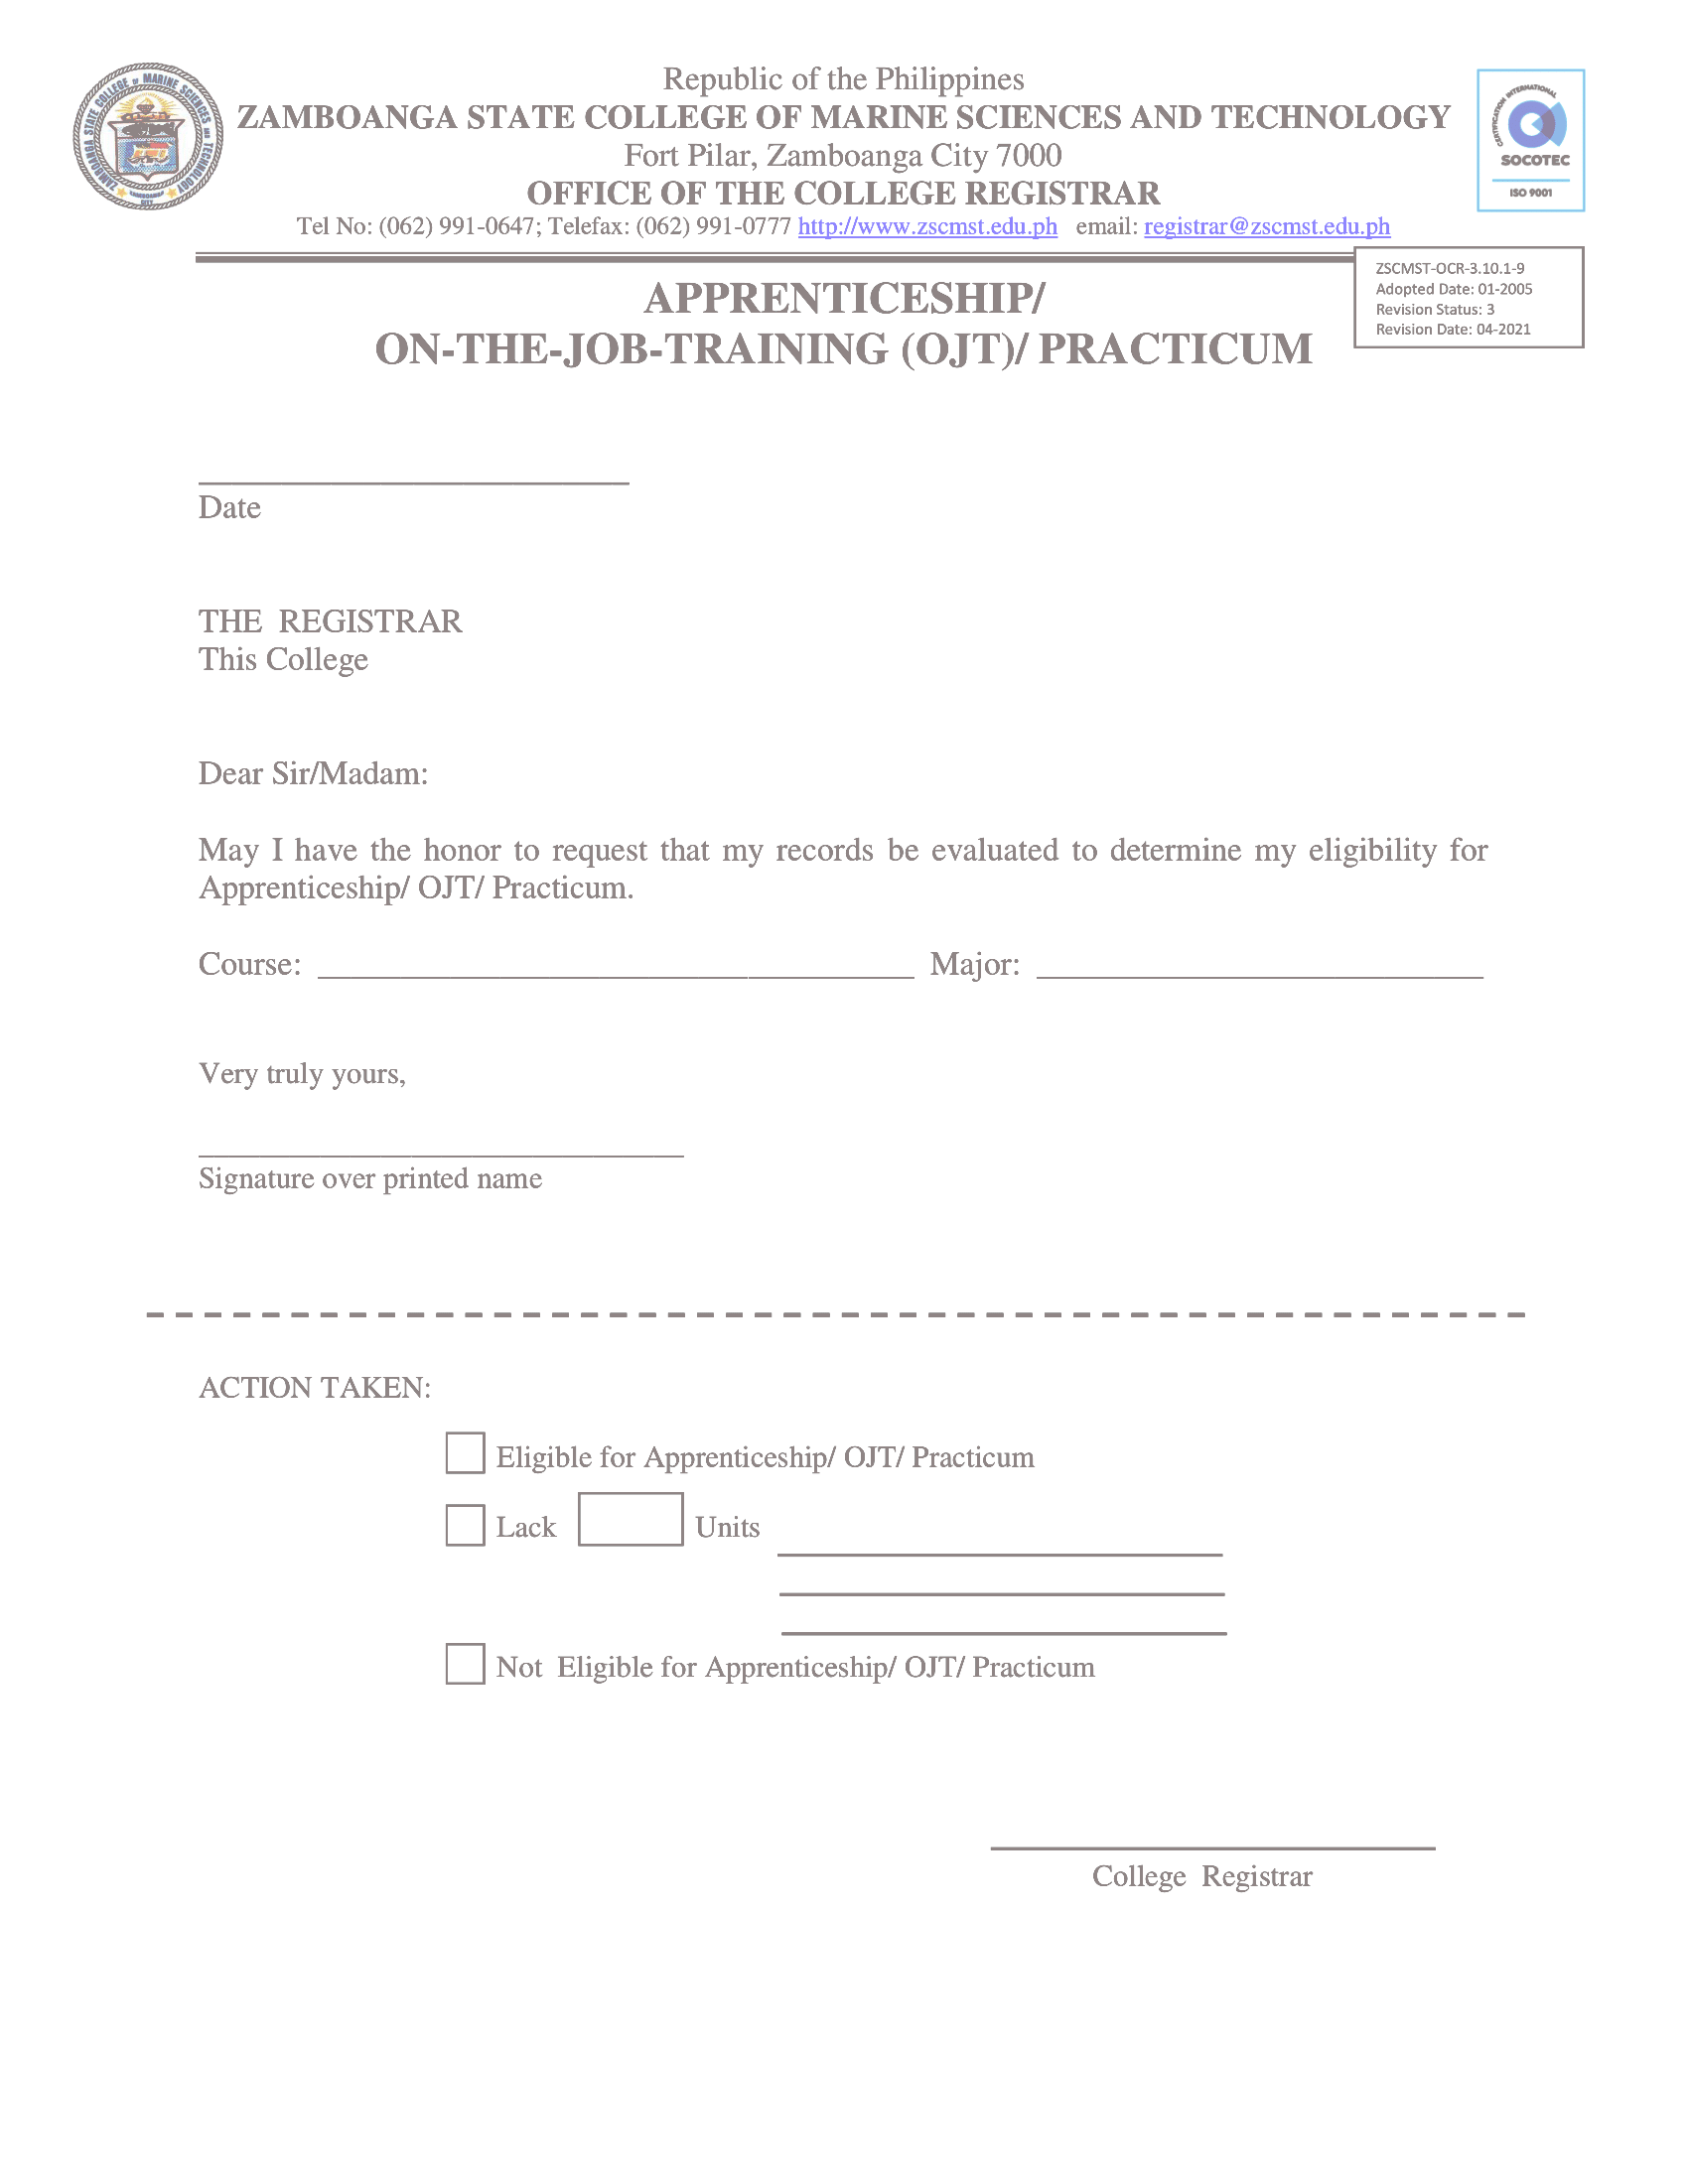 Republic of the Philippines
ZAMBOANGA STATE COLLEGE OF MARINE SCIENCES AND TECHNOLOGY
Fort Pilar, Zamboanga City 7000
OFFICE OF THE COLLEGE REGISTRAR
Tel No: (062) 991-0647; Telefax: (062) 991-0777 http://www.zscmst.edu.ph email: registrar@zscmst.edu.ph
ZAMBOANGA STATE COLLEGE OF MARINE SCIENCES AND TECHNOLOGY
ZAMBOANGA
CITY
CERTIFICATION INTERNATIONAL
SOCOTEC
ISO 9001
ZSCMST-OCR-3.10.1-9
Adopted Date: 01-2005
Revision Status: 3
Revision Date: 04-2021
APPRENTICESHIP/
ON-THE-JOB-TRAINING (OJT)/ PRACTICUM
Date
THE REGISTRAR
This College
Dear Sir/Madam:
May I have the honor to request that my records be evaluated to determine my eligibility for
Apprenticeship/ OJT/ Practicum.
Course: ____________________________________ Major: ___________________________
Very truly yours,
Signature over printed name
ACTION TAKEN:
Eligible for Apprenticeship/ OJT/ Practicum
Lack Units
Not Eligible for Apprenticeship/ OJT/ Practicum
College Registrar